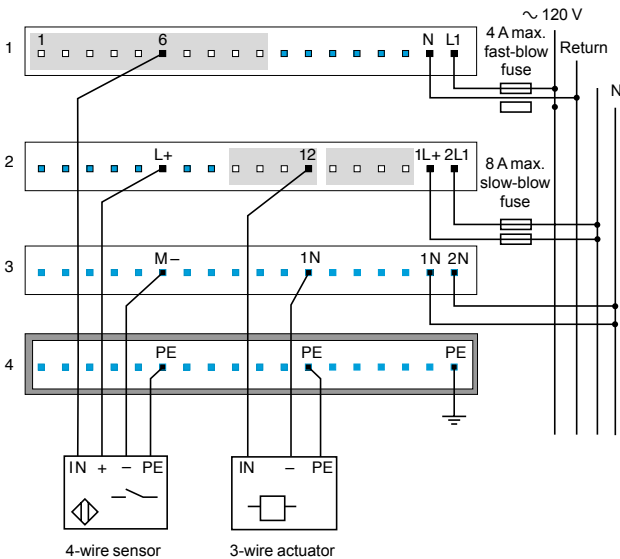 ∼ 120 V
4 A max.
fast-blow
fuse
Return
N
1
1
6
N L1
2
L+
12
1L+ 2L1
8 A max.
slow-blow
fuse
3
M–
1N
1N 2N
4
PE
PE
PE
IN + – PE
IN – PE
4-wire sensor
3-wire actuator